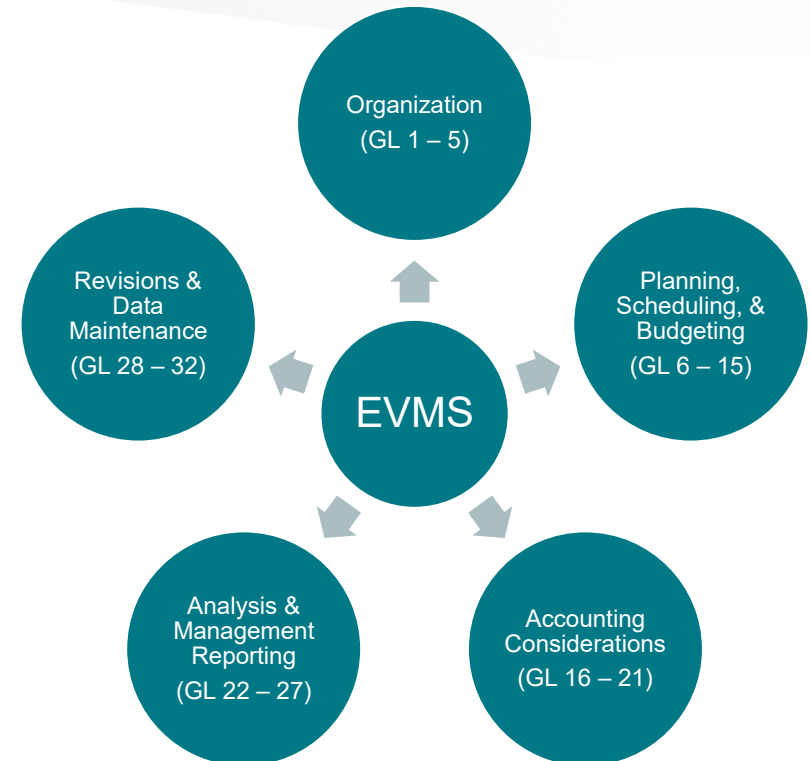 Organization
(GL 1 – 5)
Planning,
Scheduling, &
Budgeting
(GL 6 – 15)
Accounting
Considerations
(GL 16 – 21)
Analysis &
Management
Reporting
(GL 22 – 27)
Revisions &
Data
Maintenance
(GL 28 – 32)
EVMS